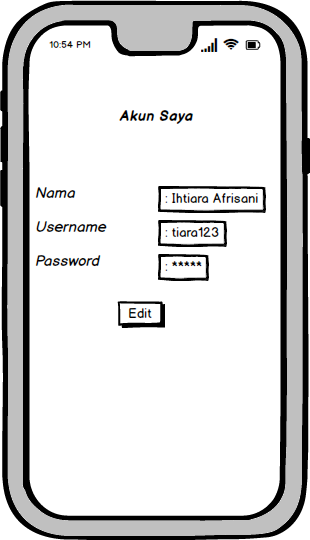 10:54 PM
Akun Saya
Nama : Ihtiara Afrisani
Username : tiara123
Password : *****
Edit